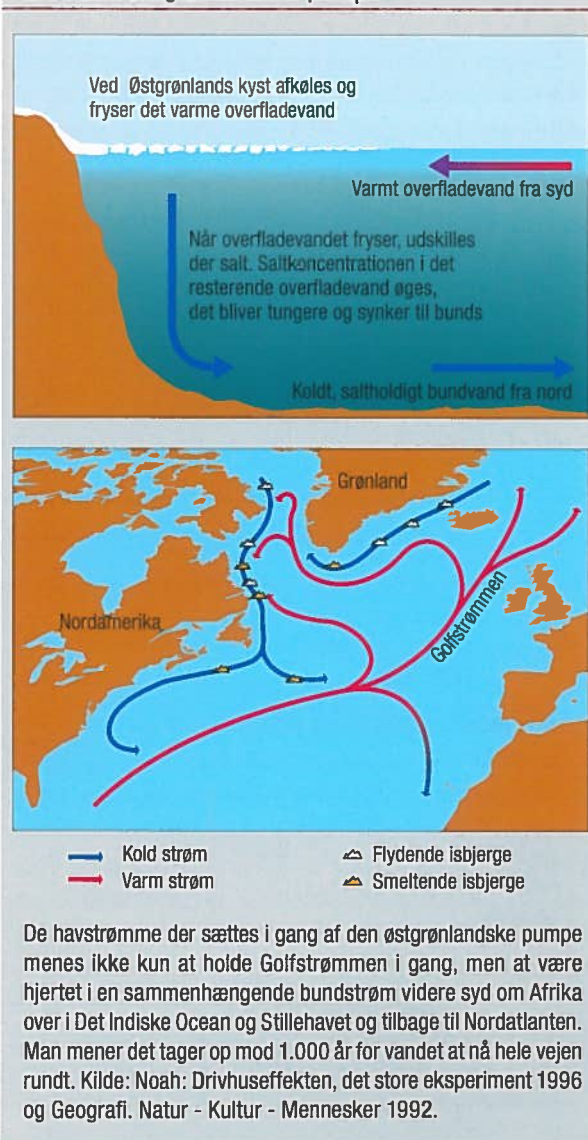 Ved Østgrønlands kyst afkøles og
fryser det varme overfladevand
Varmt overfladevand fra syd
Når overfladevandet fryser, udskilles
der salt. Saltkoncentrationen i det
resterende overfladevand øges,
det bliver tungere og synker til bunds
Koldt, saltholdigt bundvand fra nord
Grønland
Nordamerika
Golfstrømmen
Kold strøm
Flydende isbjerge
Varm strøm
Smeltende isbjerge
De havstrømme der sættes i gang af den østgrønlandske pumpe
menes ikke kun at holde Golfstrømmen i gang, men at være
hjertet i en sammenhængende bundstrøm videre syd om Afrika
over i Det Indiske Ocean og Stillehavet og tilbage til Nordatlanten.
Man mener det tager op mod 1.000 år for vandet at nå hele vejen
rundt. Kilde: Noah: Drivhuseffekten, det store eksperiment 1996
og Geografi. Natur - Kultur - Mennesker 1992.